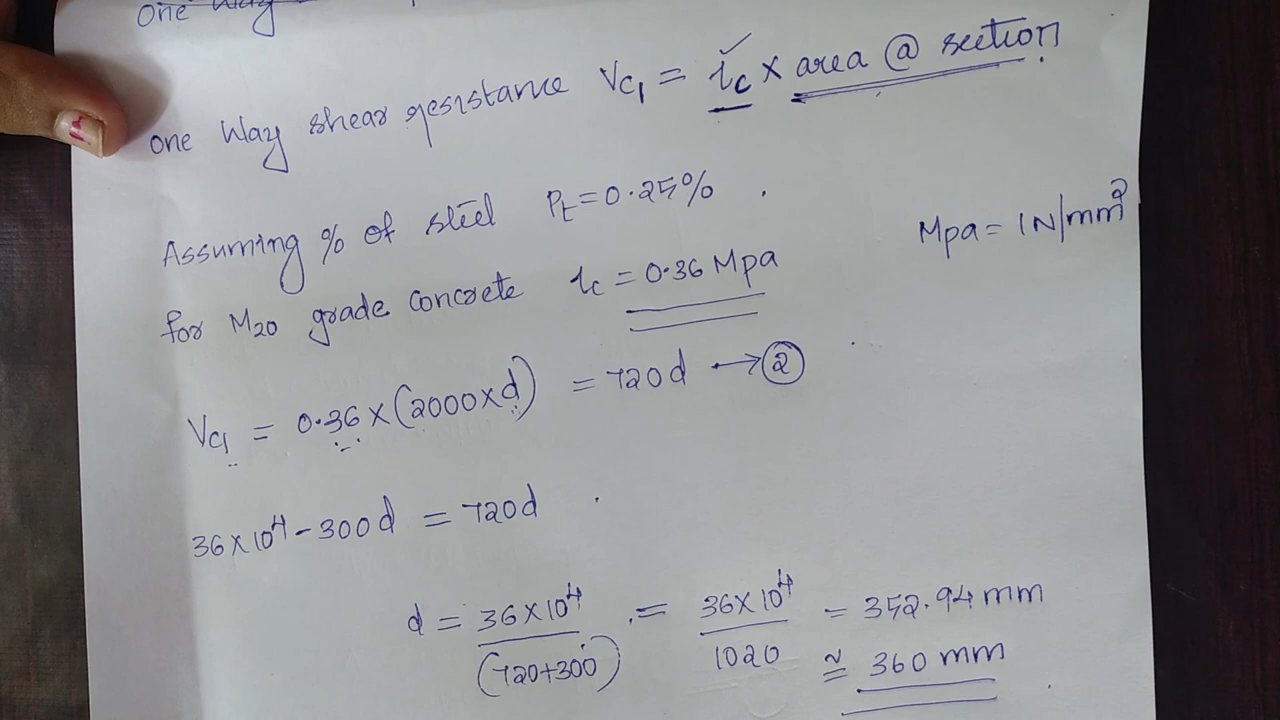 one way
one Way shear resistance Vc₁ = τc × area @ section.
Assuming % of steel Pt = 0.25%.
Mpa = 1N/mm²
for M20 grade concrete τc = 0.36 Mpa
Vc₁ = 0.36 × (2000×d) = 720d → ②
36×10⁴ - 300d = 720d
d = 36×10⁴/(720+300) = 36×10⁴/1020 = 352.94 mm
≈ 360 mm